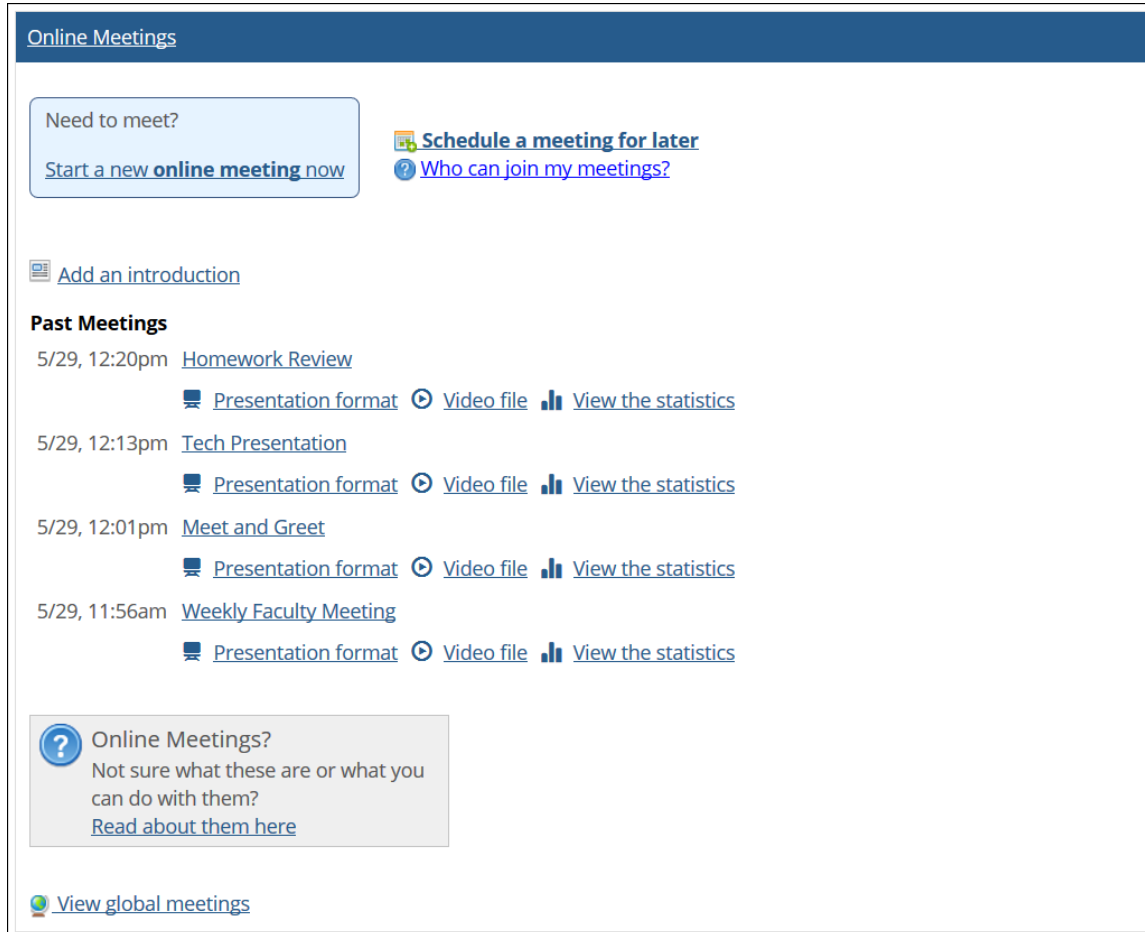 Online Meetings
Need to meet?
Start a new online meeting now
Schedule a meeting for later
Who can join my meetings?
Add an introduction
Past Meetings
5/29, 12:20pm Homework Review
Presentation format Video file View the statistics
5/29, 12:13pm Tech Presentation
Presentation format Video file View the statistics
5/29, 12:01pm Meet and Greet
Presentation format Video file View the statistics
5/29, 11:56am Weekly Faculty Meeting
Presentation format Video file View the statistics
? Online Meetings?
Not sure what these are or what you
can do with them?
Read about them here
View global meetings